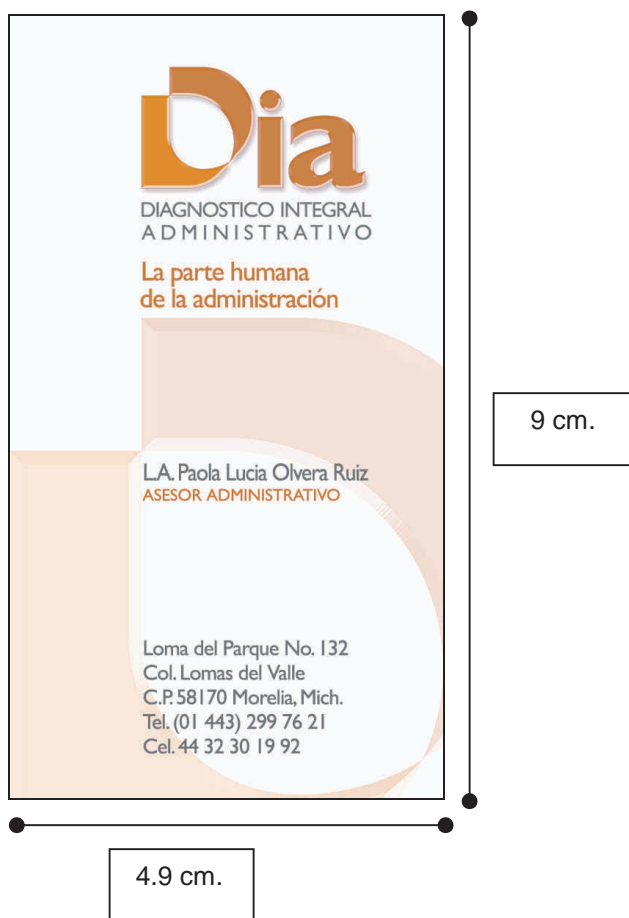 Dia
DIAGNOSTICO INTEGRAL
ADMINISTRATIVO
La parte humana
de la administración
L.A. Paola Lucia Olvera Ruiz
ASESOR ADMINISTRATIVO
Loma del Parque No. 132
Col. Lomas del Valle
C.P. 58170 Morelia, Mich.
Tel. (01 443) 299 76 21
Cel. 44 32 30 19 92
9 cm.
4.9 cm.